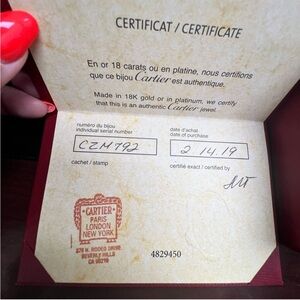 CERTIFICAT / CERTIFICATE
En or 18 carats ou en platine, nous certifions
que ce bijou Cartier est authentique.
Made in 18K gold or in platinum, we certify
that this is an authentic Cartier jewel.
numéro du bijou
individual serial number
date d'achat
date of purchase
CZM792
2 14 19
cachet / stamp
certifié exact / certified by
CARTIER
PARIS
LONDON
NEW YORK
370 N. RODEO DRIVE
BEVERLY HILLS
CA 90210
4829450